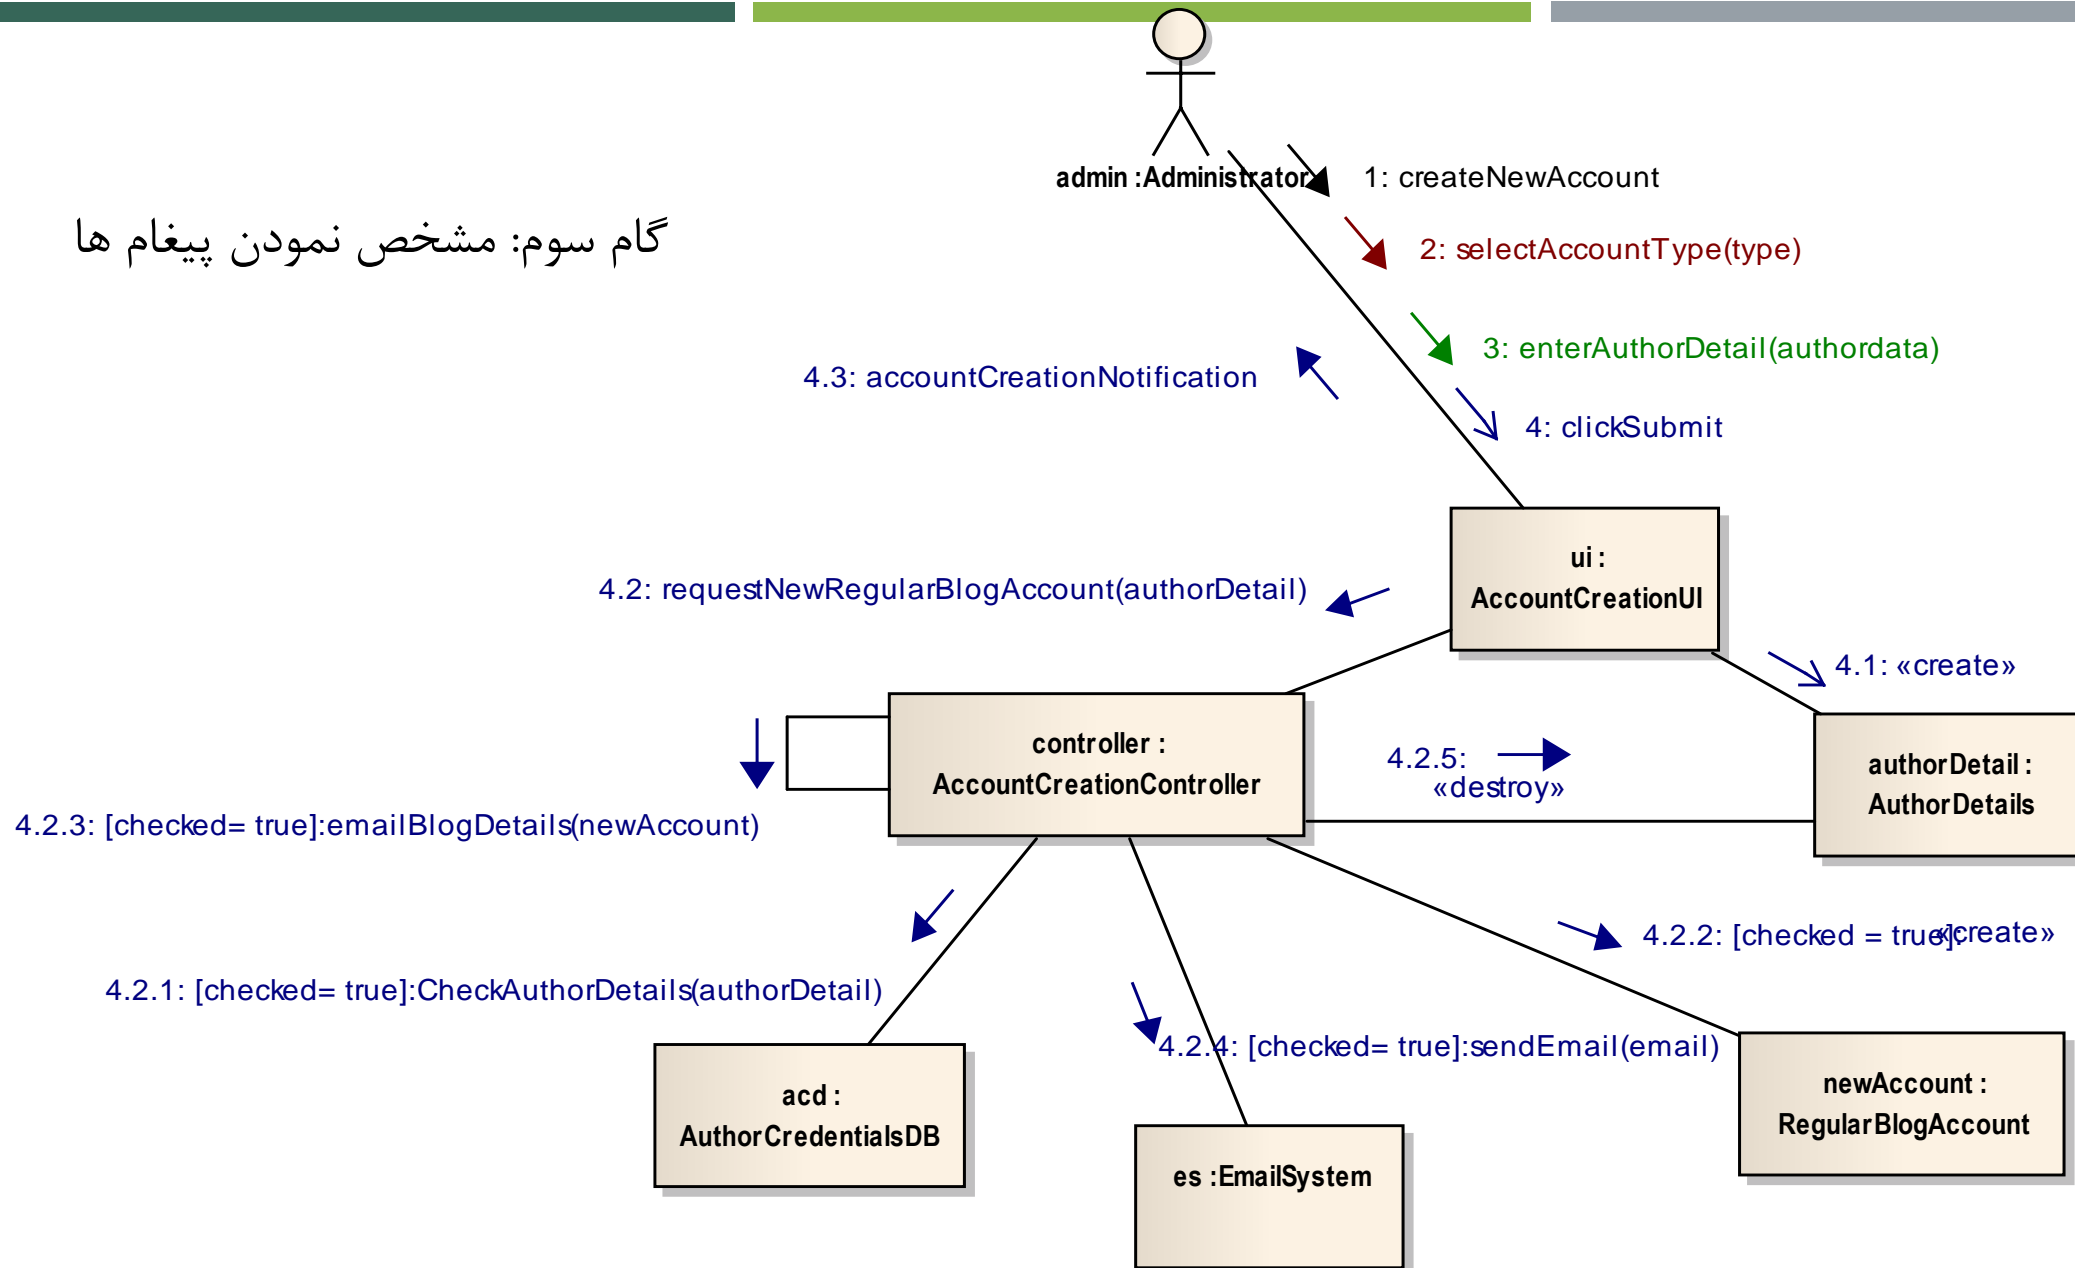 admin :Administrator
1: createNewAccount
گام سوم: مشخص نمودن پیغام ها
2: selectAccountType(type)
3: enterAuthorDetail(authordata)
4.3: accountCreationNotification
4: clickSubmit
ui :
AccountCreationUI
4.2: requestNewRegularBlogAccount(authorDetail)
4.1: «create»
controller :
AccountCreationController
4.2.5:
«destroy»
authorDetail :
AuthorDetails
4.2.3: [checked= true]:emailBlogDetails(newAccount)
4.2.2: [checked = true]: «create»
4.2.1: [checked= true]:CheckAuthorDetails(authorDetail)
4.2.4: [checked= true]:sendEmail(email)
acd :
AuthorCredentialsDB
newAccount :
RegularBlogAccount
es :EmailSystem